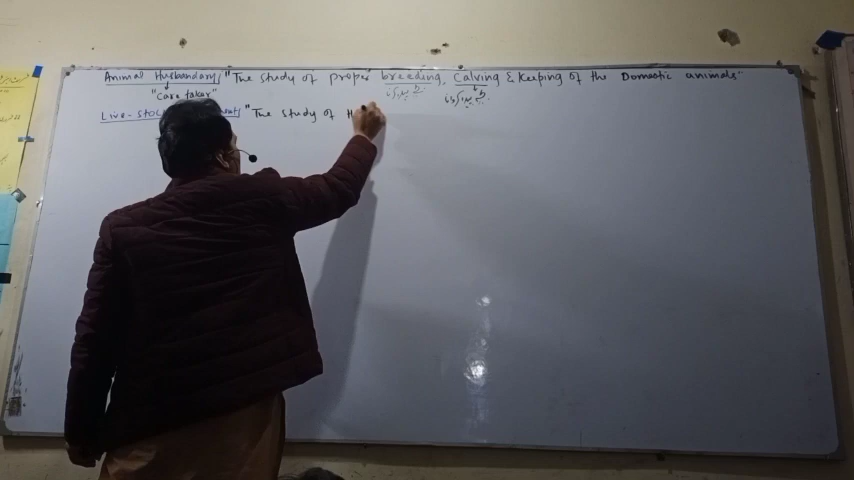 Animal Husbandary; "The study of proper breeding, Calving & Keeping of the Domestic animals"
"Care taker"
Live-stock "The study of